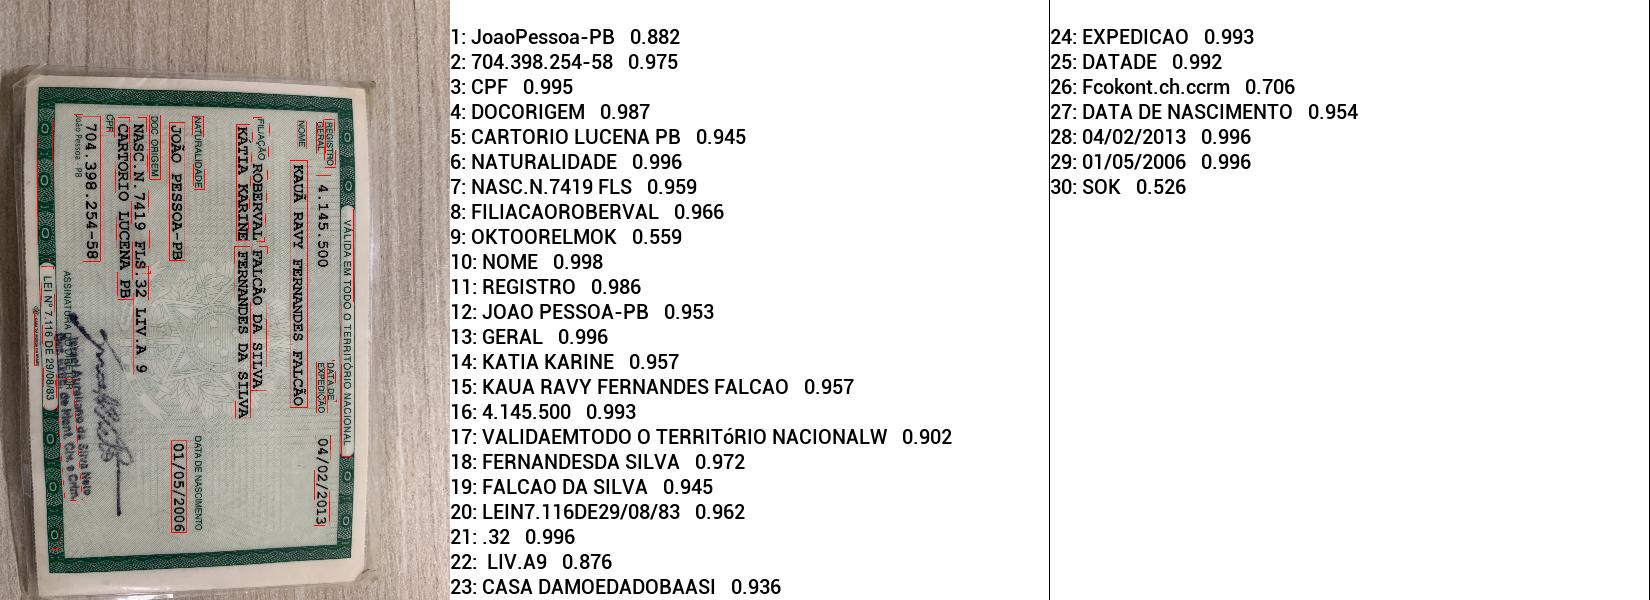 VÁLIDA EM TODO O TERRITÓRIO NACIONAL
REGISTRO GERAL 4.145.500 DATA DE EXPEDIÇÃO 04/02/2013
NOME KAUÃ RAVY FERNANDES FALCÃO
FILIAÇÃO ROBERVAL FALCÃO DA SILVA
KÁTIA KARINE FERNANDES DA SILVA
NATURALIDADE DATA DE NASCIMENTO
JOÃO PESSOA-PB 01/05/2006
DOC ORIGEM NASC.N.7419 FLS.32 LIV.A 9
CARTORIO LUCENA PB
CPF 704.398.254-58
João Pessoa - PB
ASSINATURA DO DIRETOR
LEI Nº 7.116 DE 29/08/83
1: JoaoPessoa-PB 0.882
2: 704.398.254-58 0.975
3: CPF 0.995
4: DOCORIGEM 0.987
5: CARTORIO LUCENA PB 0.945
6: NATURALIDADE 0.996
7: NASC.N.7419 FLS 0.959
8: FILIACAOROBERVAL 0.966
9: OKTOORELMOK 0.559
10: NOME 0.998
11: REGISTRO 0.986
12: JOAO PESSOA-PB 0.953
13: GERAL 0.996
14: KATIA KARINE 0.957
15: KAUA RAVY FERNANDES FALCAO 0.957
16: 4.145.500 0.993
17: VALIDAEMTODO O TERRITóRIO NACIONALW 0.902
18: FERNANDESDA SILVA 0.972
19: FALCAO DA SILVA 0.945
20: LEIN7.116DE29/08/83 0.962
21: .32 0.996
22: LIV.A9 0.876
23: CASA DAMOEDADOBAASI 0.936
24: EXPEDICAO 0.993
25: DATADE 0.992
26: Fcokont.ch.ccrm 0.706
27: DATA DE NASCIMENTO 0.954
28: 04/02/2013 0.996
29: 01/05/2006 0.996
30: SOK 0.526